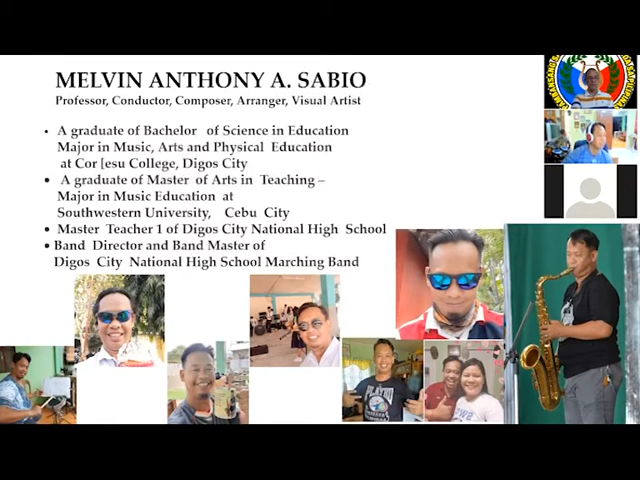 MELVIN ANTHONY A. SABIO
Professor, Conductor, Composer, Arranger, Visual Artist
• A graduate of Bachelor of Science in Education
Major in Music, Arts and Physical Education
at Cor [esu College, Digos City
• A graduate of Master of Arts in Teaching –
Major in Music Education at
Southwestern University, Cebu City
• Master Teacher 1 of Digos City National High School
• Band Director and Band Master of
Digos City National High School Marching Band